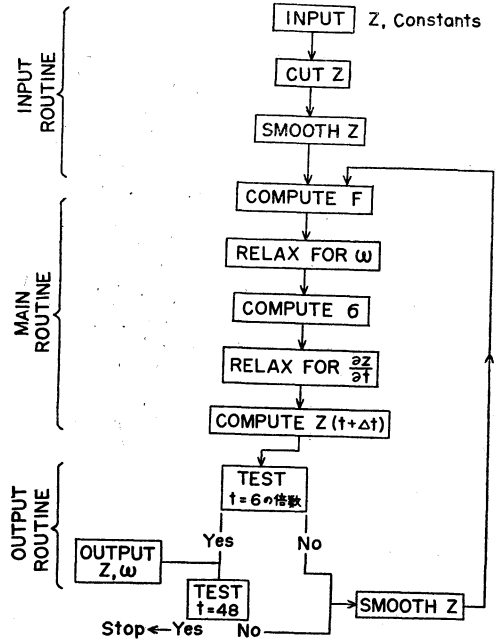 INPUT Z, Constants
CUT Z
SMOOTH Z
INPUT
ROUTINE
COMPUTE F
RELAX FOR ω
COMPUTE 6
RELAX FOR ∂z/∂t
COMPUTE Z(t+Δt)
MAIN
ROUTINE
TEST
t=6の倍数
Yes No
OUTPUT
Z,ω
TEST
t=48
SMOOTH Z
Stop Yes No
OUTPUT
ROUTINE